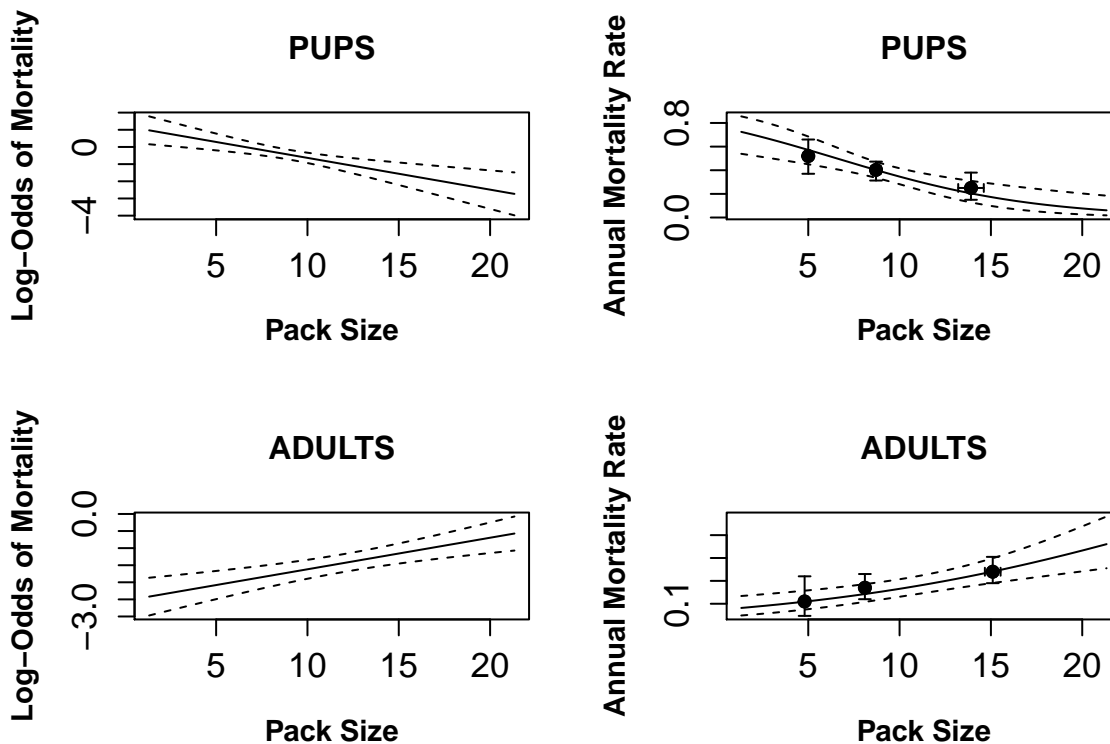 PUPS
Log−Odds of Mortality
0
−4
5 10 15 20
Pack Size
PUPS
Annual Mortality Rate
0.8
0.0
5 10 15 20
Pack Size
ADULTS
Log−Odds of Mortality
0.0
−3.0
5 10 15 20
Pack Size
ADULTS
Annual Mortality Rate
0.1
5 10 15 20
Pack Size